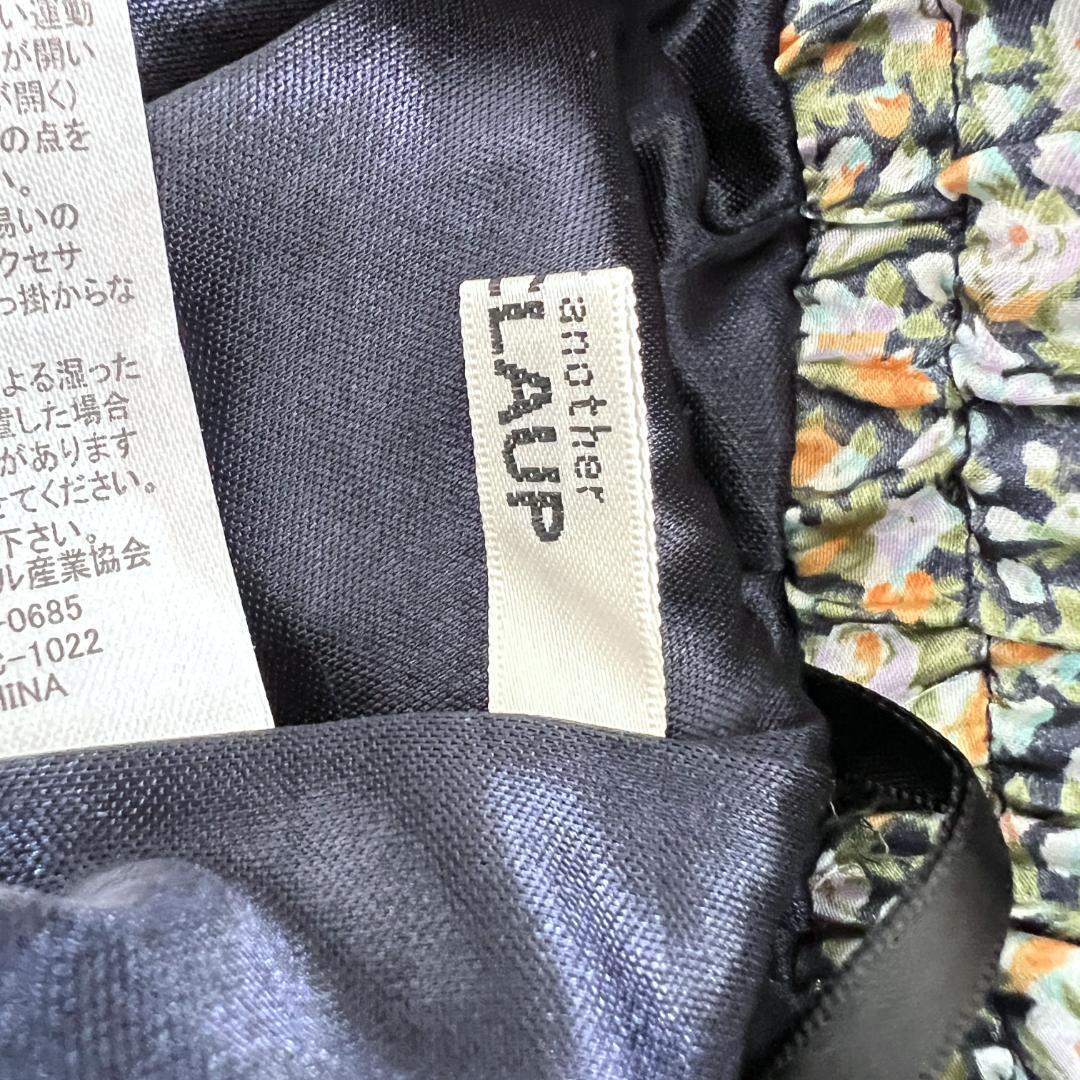 い運動
が開い
が開く)
の点を
い。
易いの
クセサ
っ掛からな
よる湿った
置した場合
があります
せてください。
下さい。
ル産業協会
-0685
-1022
HINA
another
CLAUP